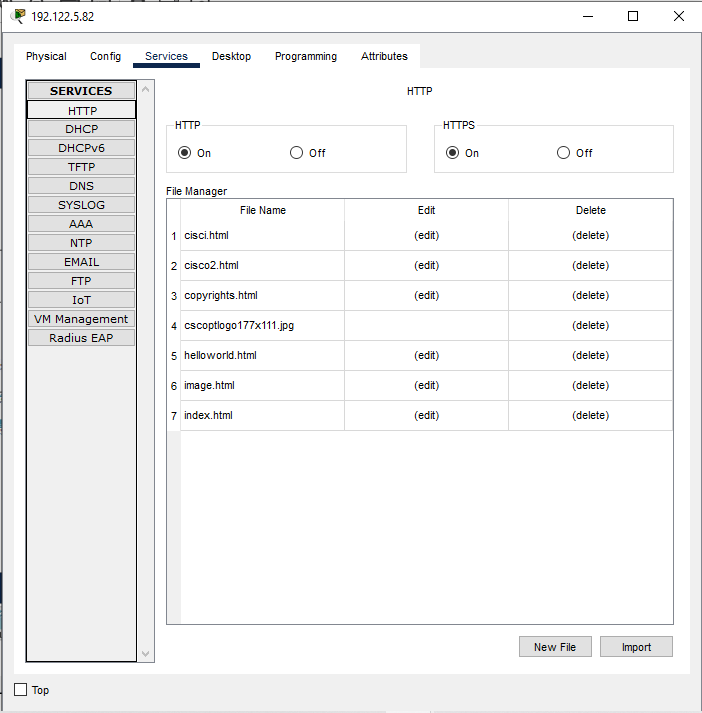 192.122.5.82
Physical Config Services Desktop Programming Attributes
SERVICES
HTTP
DHCP
DHCPv6
TFTP
DNS
SYSLOG
AAA
NTP
EMAIL
FTP
IoT
VM Management
Radius EAP
HTTP
HTTP
On Off
HTTPS
On Off
File Manager
File Name Edit Delete
1 cisci.html (edit) (delete)
2 cisco2.html (edit) (delete)
3 copyrights.html (edit) (delete)
4 cscoptlogo177x111.jpg (delete)
5 helloworld.html (edit) (delete)
6 image.html (edit) (delete)
7 index.html (edit) (delete)
New File Import
Top